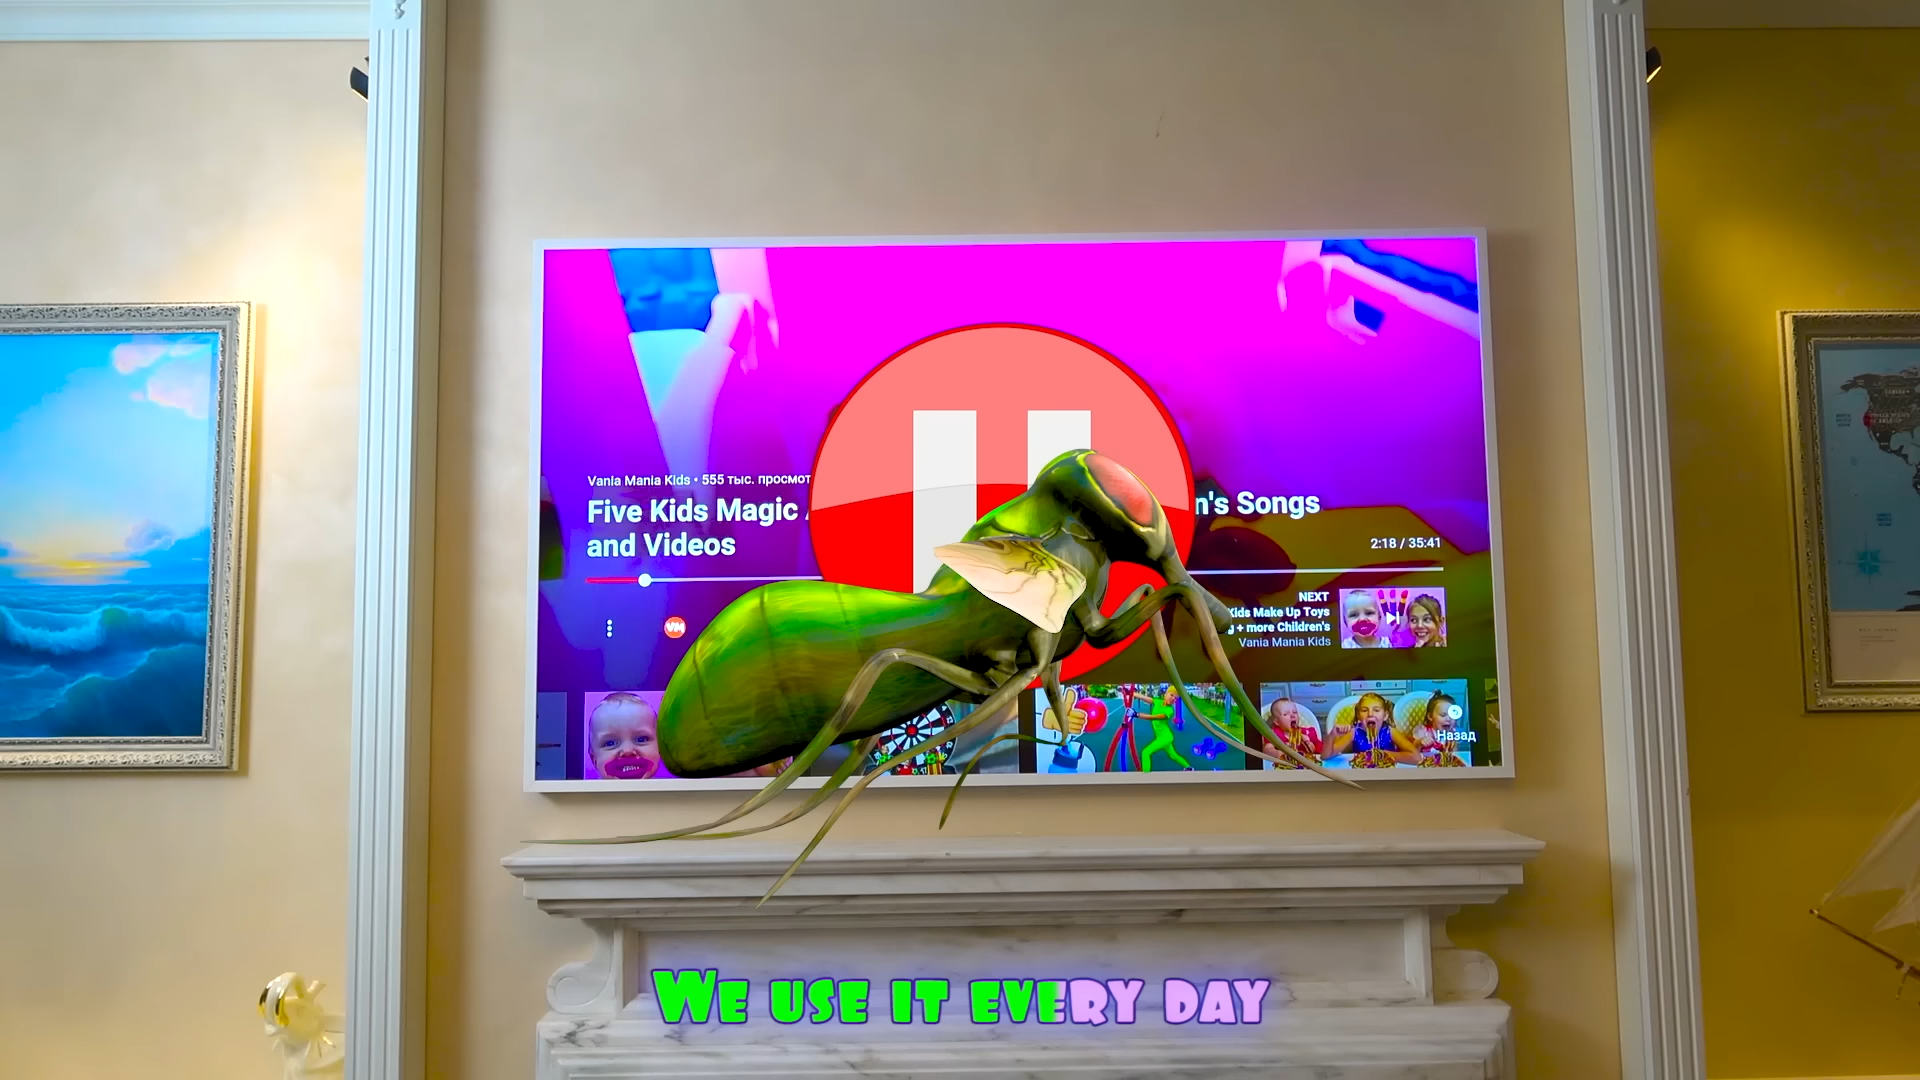 Vania Mania Kids • 555 тыс. просмот
Five Kids Magic
n's Songs
and Videos
2:18 / 35:41
NEXT
Kids Make Up Toys
g + more Children's
Vania Mania Kids
VM
Назад
We use it every day